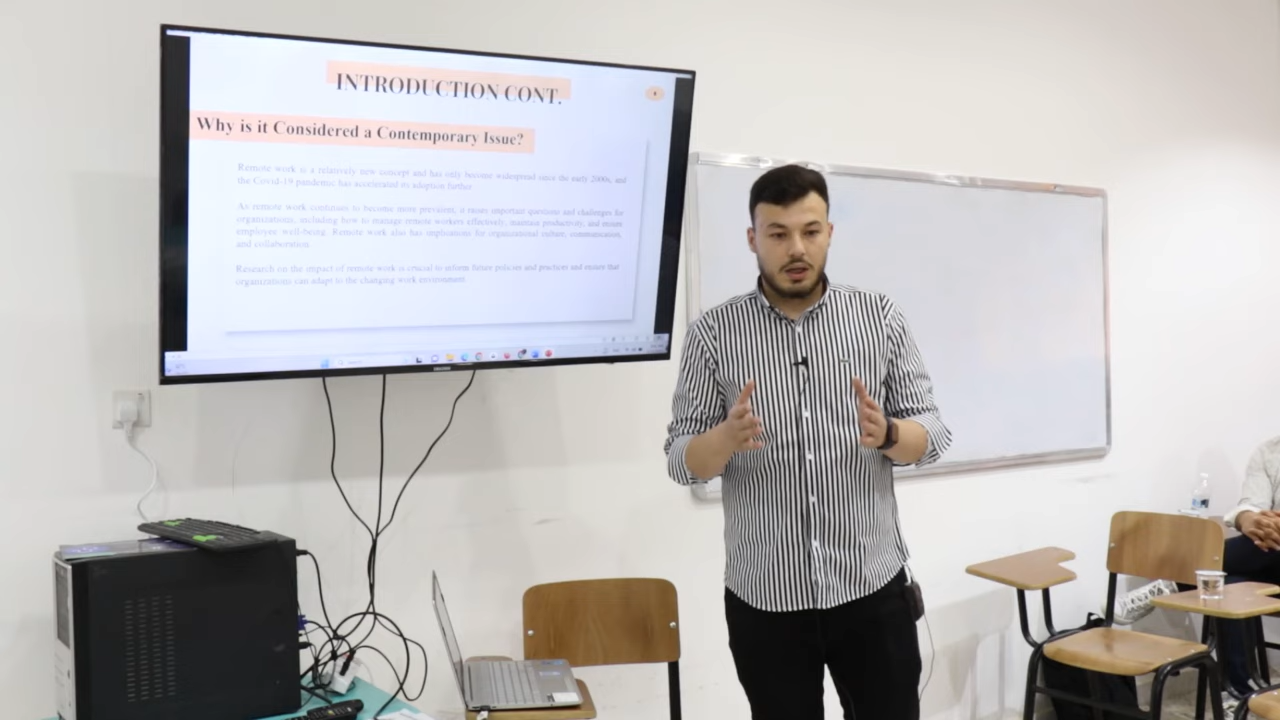 INTRODUCTION CONT.
Why is it Considered a Contemporary Issue?
Remote work is a relatively new concept and has only become widespread since the early 2000s, and
the Covid-19 pandemic has accelerated its adoption further.
As remote work continues to become more prevalent, it raises important questions and challenges for
organizations, including how to manage remote workers effectively, maintain productivity, and ensure
employee well-being. Remote work also has implications for organizational culture, communication,
and collaboration.
Research on the impact of remote work is crucial to inform future policies and practices and ensure that
organizations can adapt to the changing work environment.